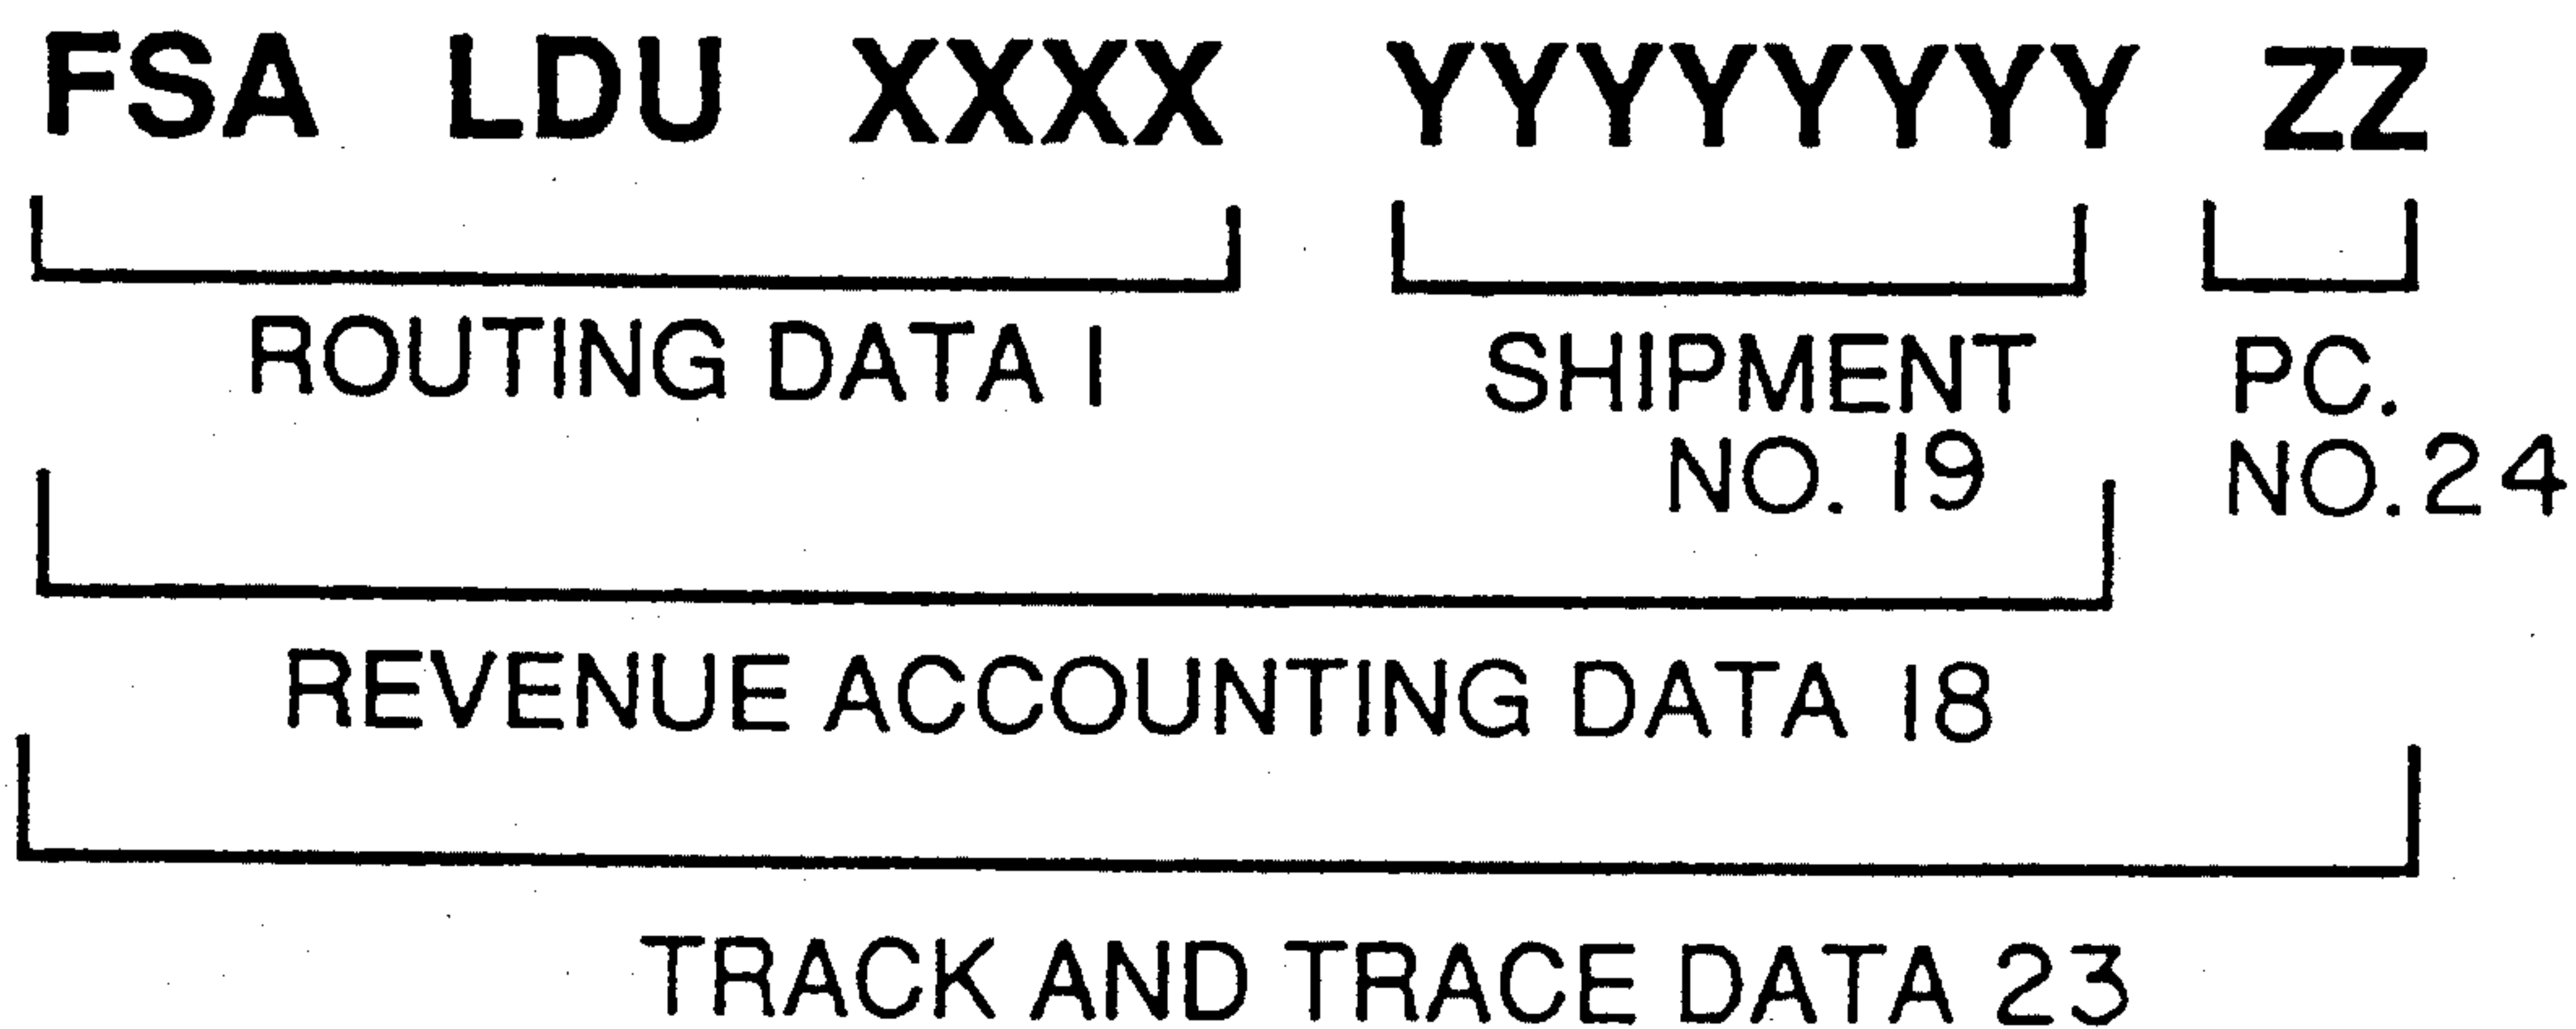 FSA LDU XXXX YYYYYYYY ZZ
ROUTING DATA 1 SHIPMENT PC.
NO. 19 NO. 24
REVENUE ACCOUNTING DATA 18
TRACK AND TRACE DATA 23